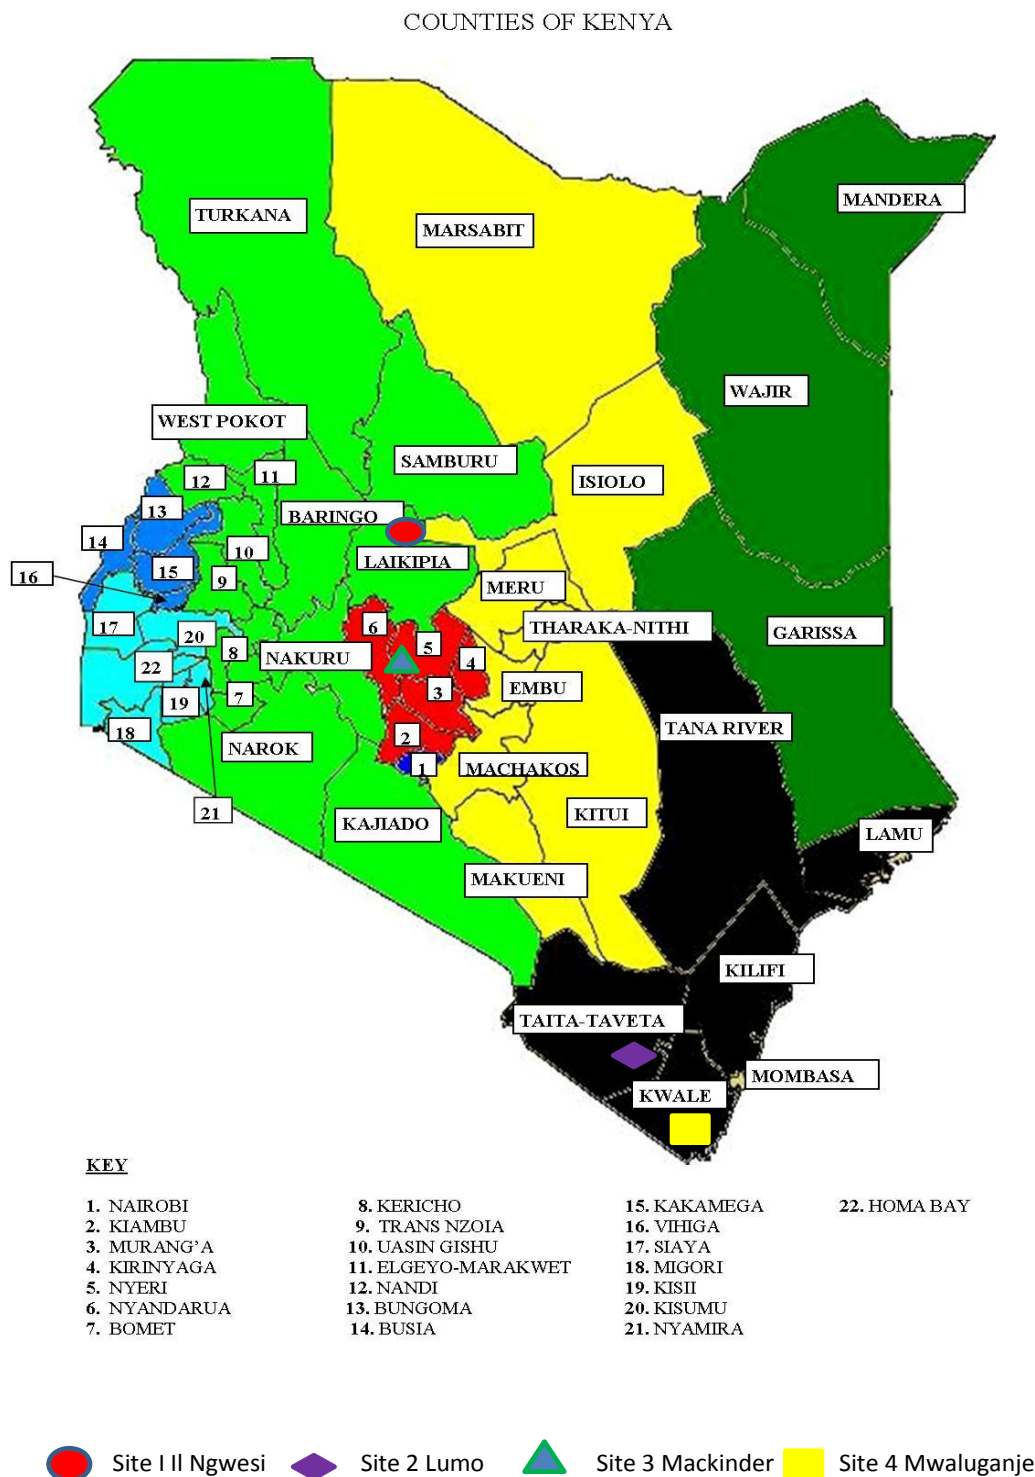 COUNTIES OF KENYA
TURKANA
MARSABIT
MANDERA
WAJIR
WEST POKOT
SAMBURU
ISIOLO
12
11
13
BARINGO
14
10
LAIKIPIA
15
16
9
MERU
17
20
6
5
THARAKA-NITHI
GARISSA
8
NAKURU
4
22
EMBU
3
19
7
TANA RIVER
18
NAROK
2
1
MACHAKOS
21
KAJIADO
KITUI
LAMU
MAKUENI
KILIFI
TAITA-TAVETA
MOMBASA
KWALE
KEY
1. NAIROBI
2. KIAMBU
3. MURANG'A
4. KIRINYAGA
5. NYERI
6. NYANDARUA
7. BOMET
8. KERICHO
9. TRANS NZOIA
10. UASIN GISHU
11. ELGEYO-MARAKWET
12. NANDI
13. BUNGOMA
14. BUSIA
15. KAKAMEGA
16. VIHIGA
17. SIAYA
18. MIGORI
19. KISII
20. KISUMU
21. NYAMIRA
22. HOMA BAY
Site I Il Ngwesi
Site 2 Lumo
Site 3 Mackinder
Site 4 Mwaluganje